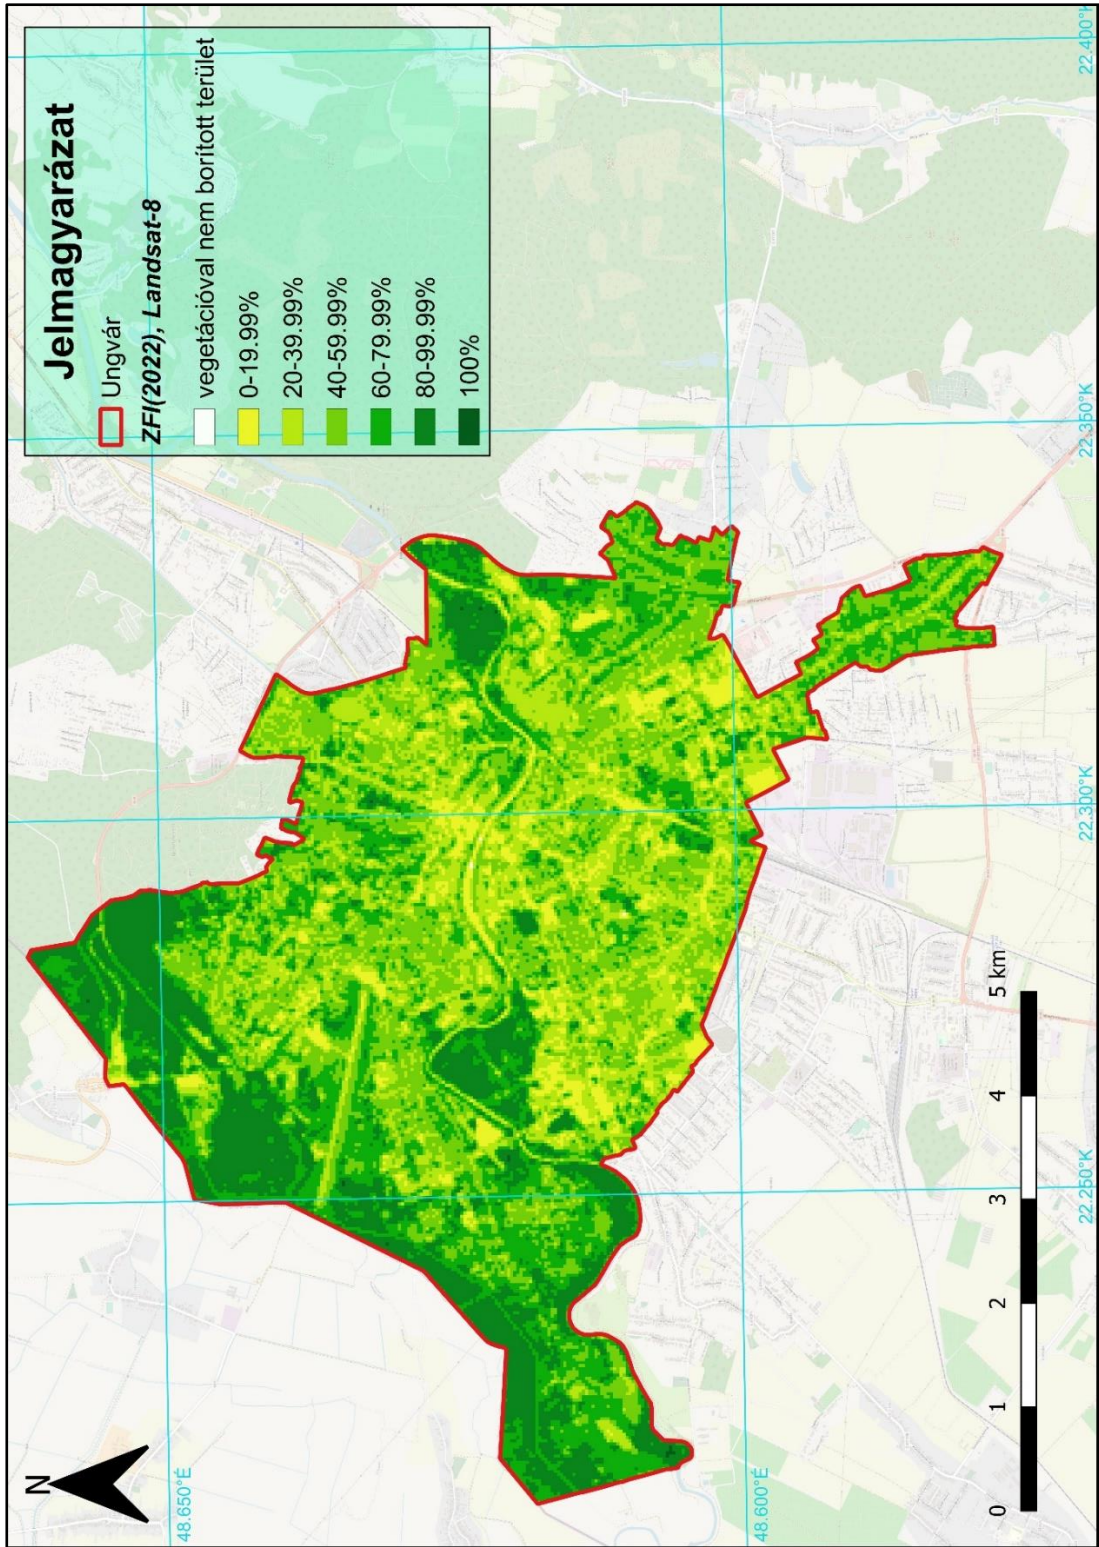 Jelmagyarázat
Ungvár
ZFI(2022), Landsat-8
vegetációval nem borított terület
0-19.99%
20-39.99%
40-59.99%
60-79.99%
80-99.99%
100%
N
48.650°É
48.600°É
22.250°K
22.300°K
22.350°K
22.400°K
0 1 2 3 4 5 km